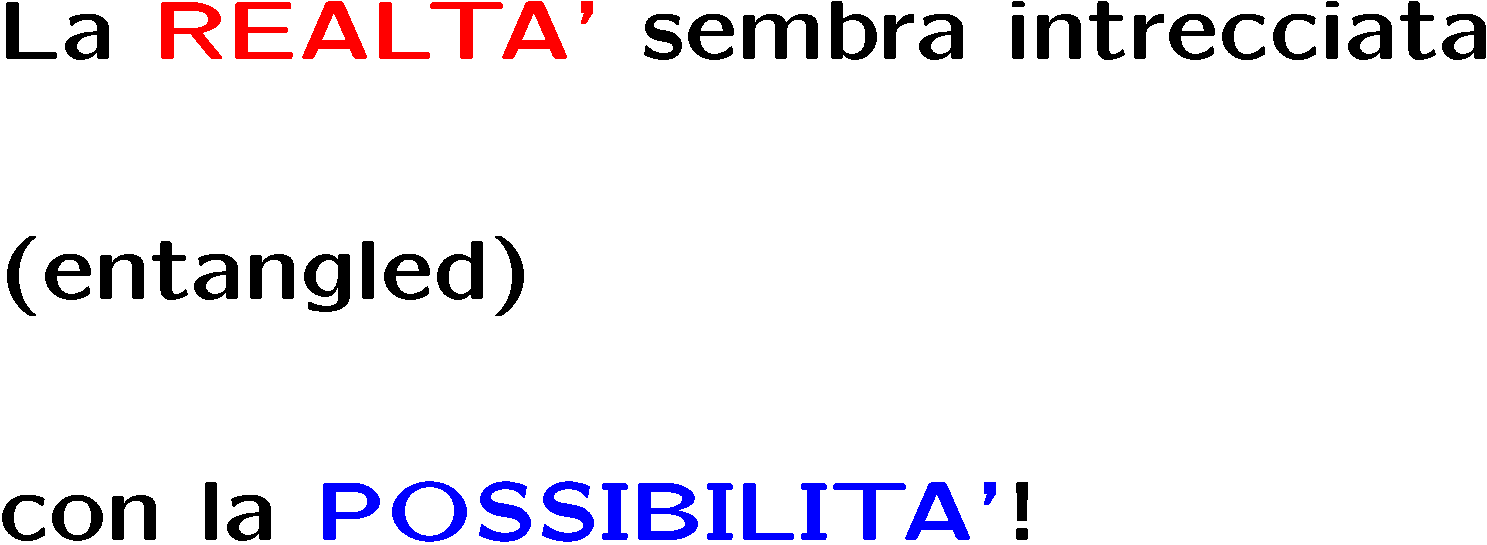 La REALTA' sembra intrecciata
(entangled)
con la POSSIBILITA'!